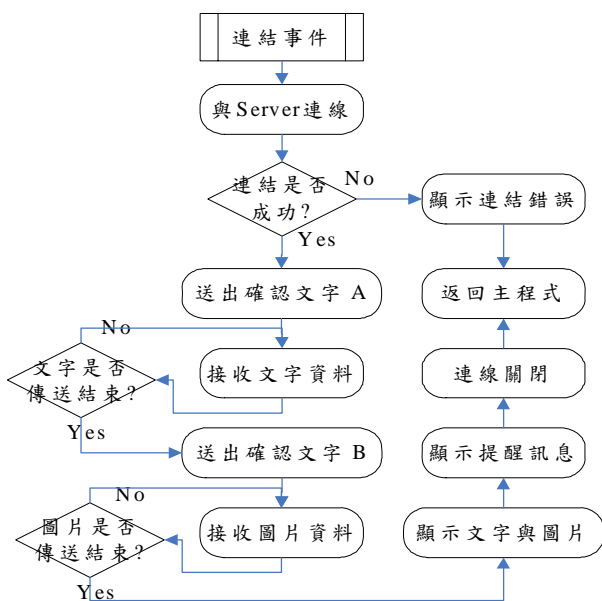 連結事件
與Server連線
連結是否
成功?
No
Yes
顯示連結錯誤
送出確認文字 A
返回主程式
No
文字是否
傳送結束?
接收文字資料
連線關閉
Yes
送出確認文字 B
顯示提醒訊息
No
圖片是否
傳送結束?
接收圖片資料
顯示文字與圖片
Yes